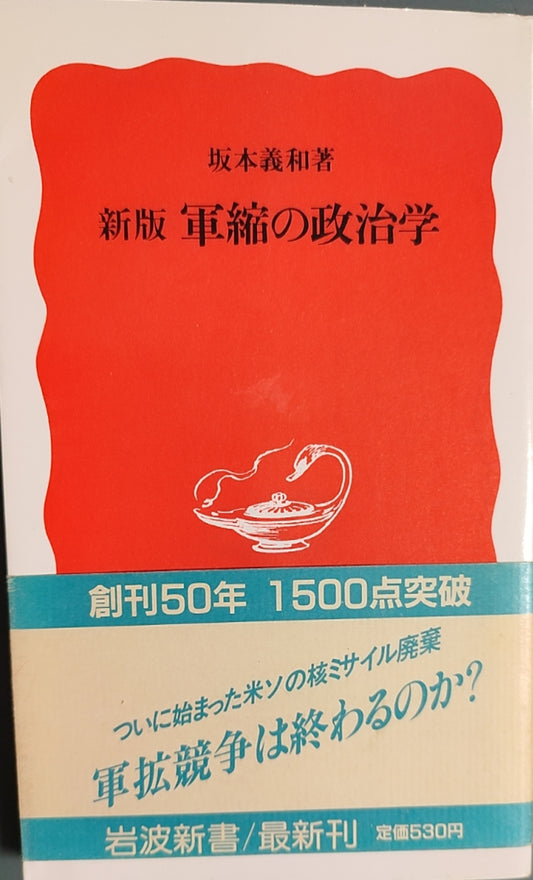 坂本義和著
新版 軍縮の政治学
創刊50年 1500点突破
ついに始まった米ソの核ミサイル廃棄
軍拡競争は終わるのか?
岩波新書/最新刊 定価530円